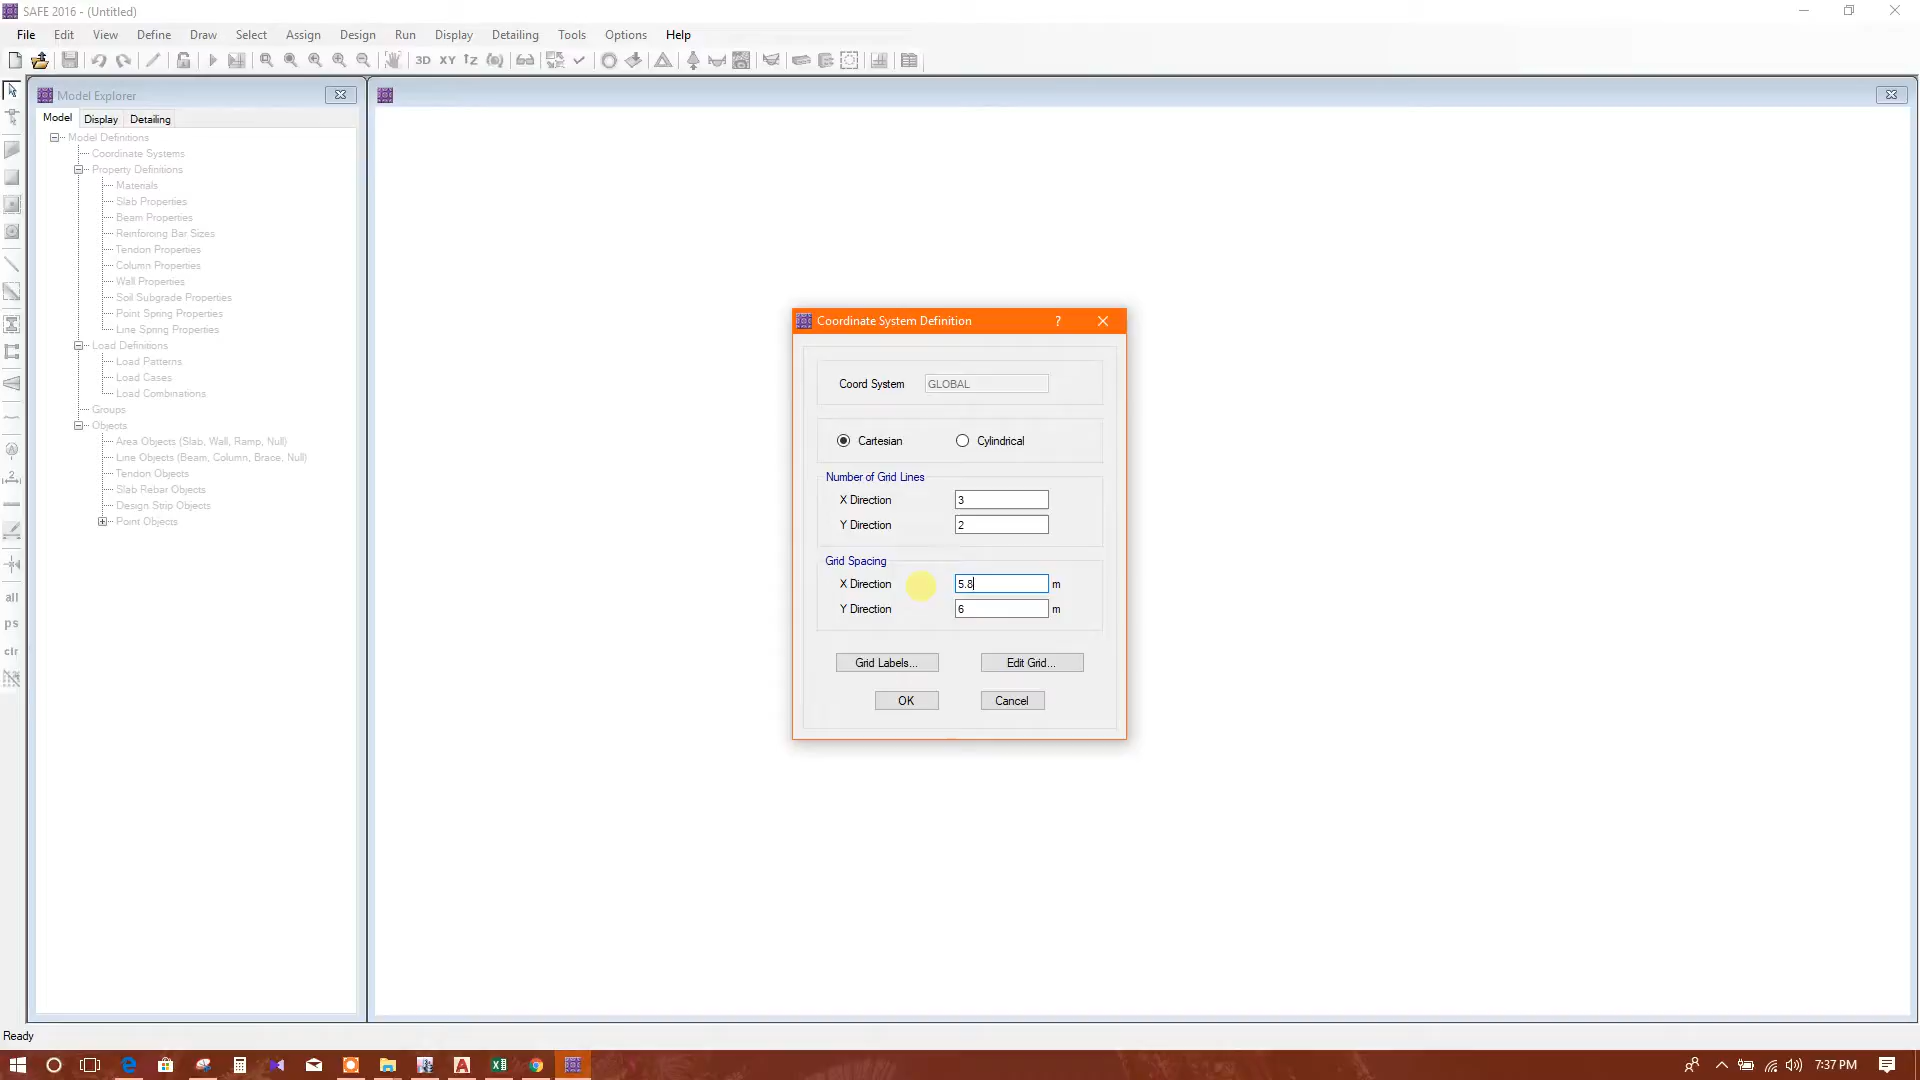 SAFE 2016 - (Untitled)
File Edit View Define Draw Select Assign Design Run Display Detailing Tools Options Help
3D XY
Model Explorer
Model Display Detailing
Model Definitions
Coordinate Systems
Property Definitions
Materials
Slab Properties
Beam Properties
Reinforcing Bar Sizes
Tendon Properties
Column Properties
Wall Properties
Soil Subgrade Properties
Point Spring Properties
Line Spring Properties
Load Definitions
Load Patterns
Load Cases
Load Combinations
Groups
Objects
Area Objects (Slab, Wall, Ramp, Null)
Line Objects (Beam, Column, Brace, Null)
Tendon Objects
Slab Rebar Objects
Design Strip Objects
Point Objects
all
ps
clr
Coordinate System Definition ?
Coord System GLOBAL
Cartesian Cylindrical
Number of Grid Lines
X Direction 3
Y Direction 2
Grid Spacing
X Direction 5.8 m
Y Direction 6 m
Grid Labels... Edit Grid...
OK Cancel
Ready
7:37 PM